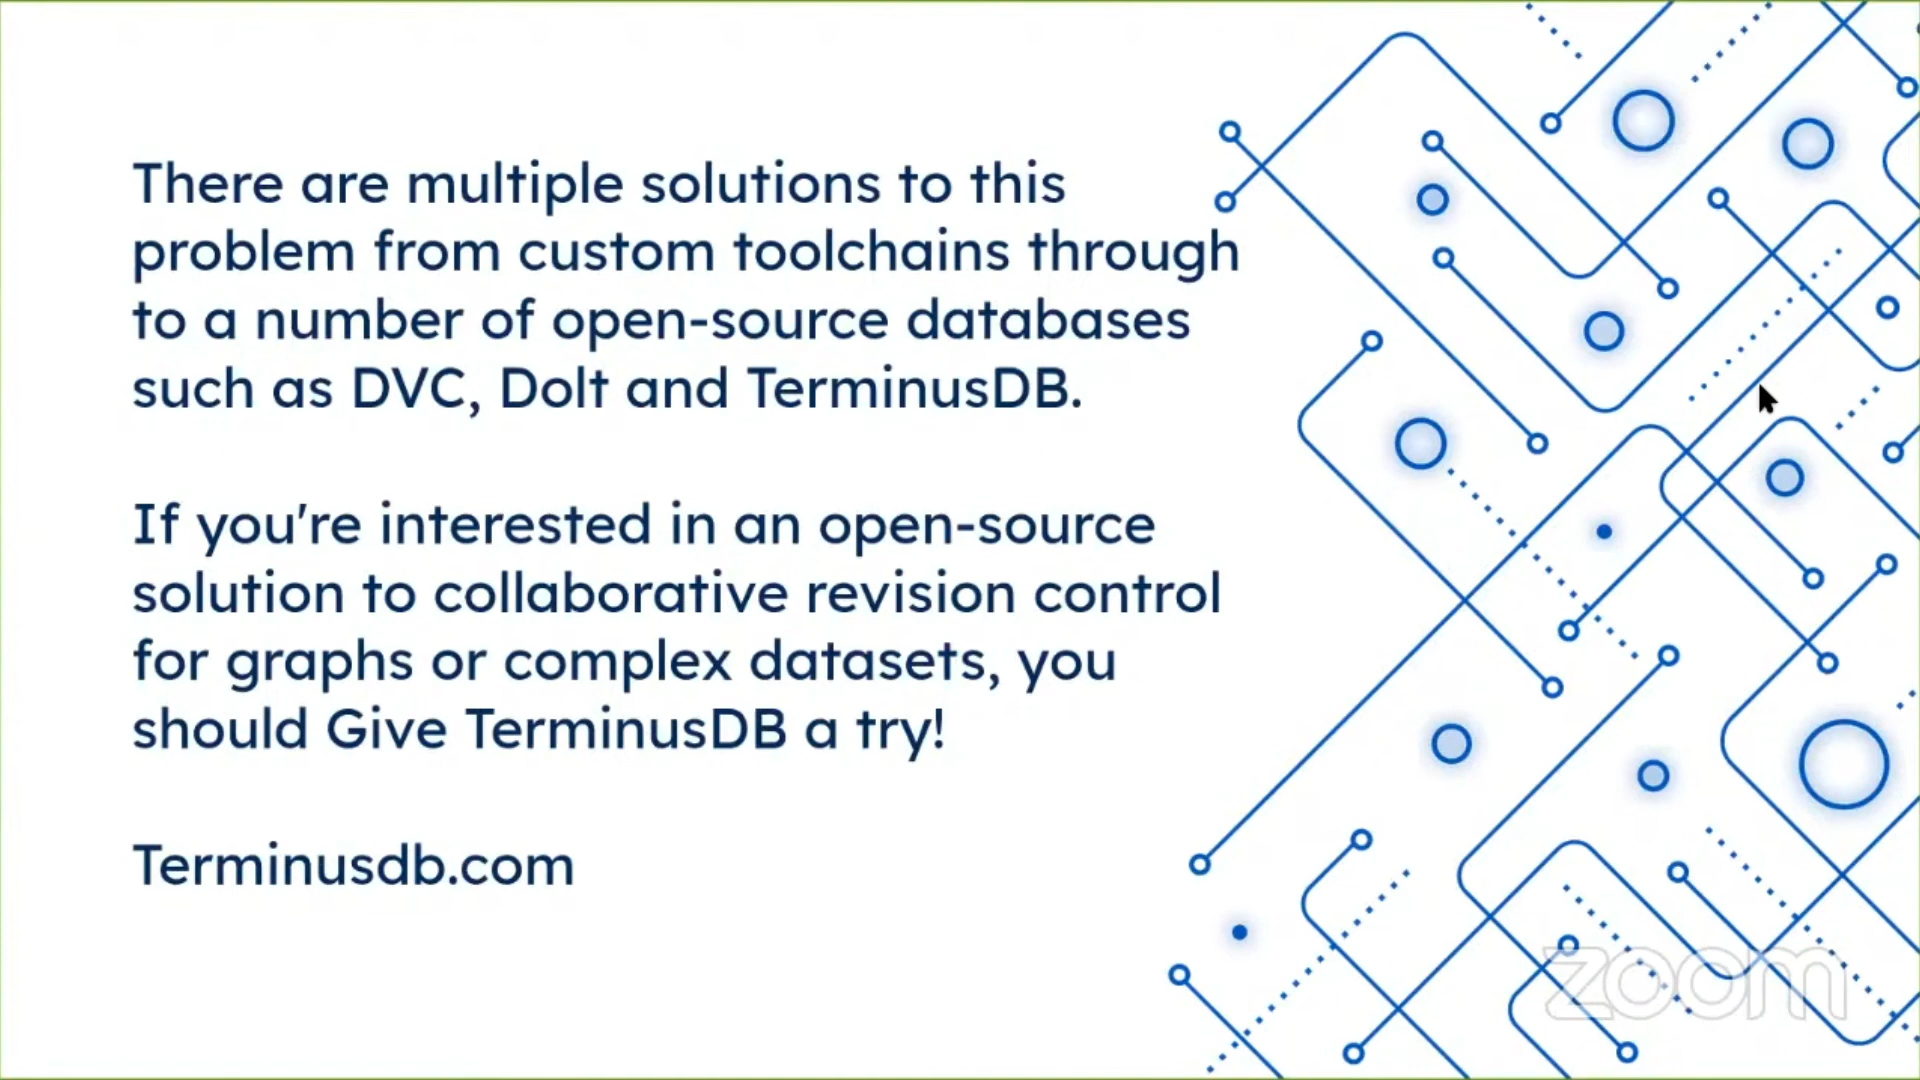 There are multiple solutions to this
problem from custom toolchains through
to a number of open-source databases
such as DVC, Dolt and TerminusDB.
If you're interested in an open-source
solution to collaborative revision control
for graphs or complex datasets, you
should Give TerminusDB a try!
Terminusdb.com
zoom